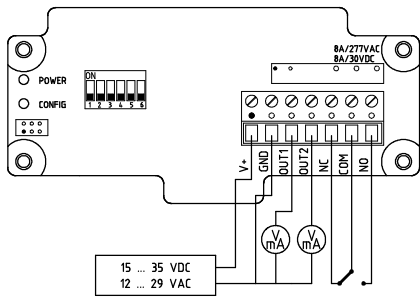 8A/277VAC
8A/30VDC
POWER
ON
CONFIG
1 2 3 4 5 6
V+ GND OUT1 OUT2 NC COM NO
V mA V mA
15 ... 35 VDC
12 ... 29 VAC